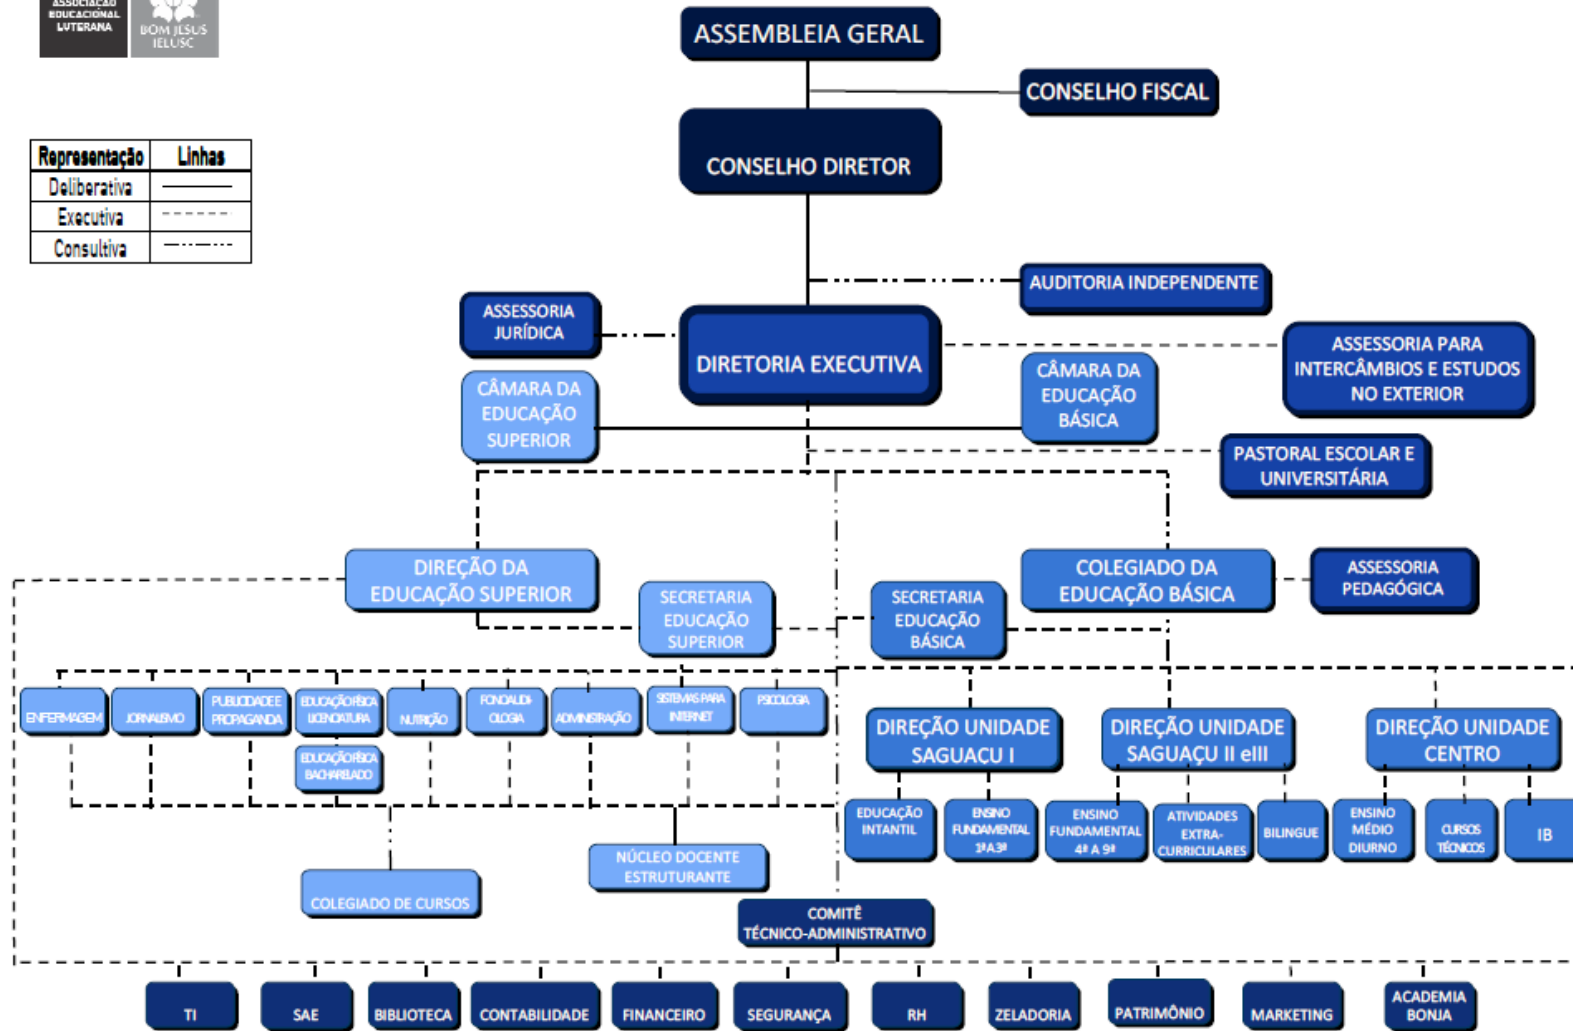 ASSOCIAÇÃO
EDUCACIONAL
LUTERANA
BOM JESUS
IELUSC
ASSEMBLEIA GERAL
CONSELHO FISCAL
CONSELHO DIRETOR
Representação Linhas
Deliberativa
Executiva
Consultiva
AUDITORIA INDEPENDENTE
ASSESSORIA
JURÍDICA
DIRETORIA EXECUTIVA
ASSESSORIA PARA
INTERCÂMBIOS E ESTUDOS
NO EXTERIOR
CÂMARA DA
EDUCAÇÃO
SUPERIOR
CÂMARA DA
EDUCAÇÃO
BÁSICA
PASTORAL ESCOLAR E
UNIVERSITÁRIA
DIREÇÃO DA
EDUCAÇÃO SUPERIOR
SECRETARIA
EDUCAÇÃO
SUPERIOR
SECRETARIA
EDUCAÇÃO
BÁSICA
COLEGIADO DA
EDUCAÇÃO BÁSICA
ASSESSORIA
PEDAGÓGICA
ENFERMAGEM
JORNALISMO
PUBLICIDADE E
PROPAGANDA
EDUCAÇÃO FÍSICA
LICENCIATURA
EDUCAÇÃO FÍSICA
BACHARELADO
NUTRIÇÃO
FONOAUDI-
OLOGIA
ADMINISTRAÇÃO
SISTEMAS PARA
INTERNET
PSICOLOGIA
DIREÇÃO UNIDADE
SAGUAÇU I
DIREÇÃO UNIDADE
SAGUAÇU II eIII
DIREÇÃO UNIDADE
CENTRO
EDUCAÇÃO
INTANTIL
ENSINO
FUNDAMENTAL
1ª A 3ª
ENSINO
FUNDAMENTAL
4ª A 9ª
ATIVIDADES
EXTRA-
CURRICULARES
BILINGUE
ENSINO
MÉDIO
DIURNO
CURSOS
TÉCNICOS
IB
NÚCLEO DOCENTE
ESTRUTURANTE
COLEGIADO DE CURSOS
COMITÊ
TÉCNICO-ADMINISTRATIVO
TI
SAE
BIBLIOTECA
CONTABILIDADE
FINANCEIRO
SEGURANÇA
RH
ZELADORIA
PATRIMÔNIO
MARKETING
ACADEMIA
BONJA